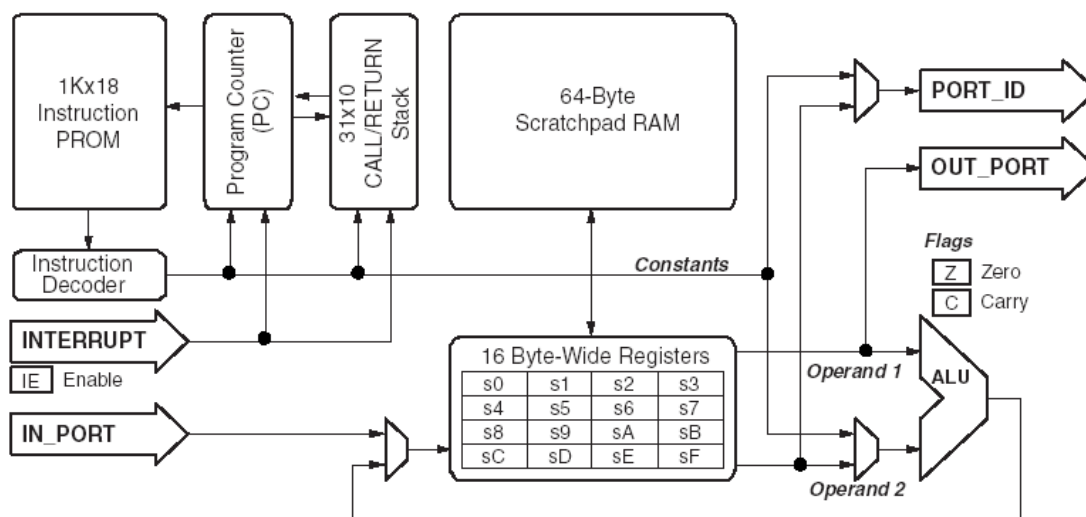 1Kx18
Instruction
PROM
Program Counter
(PC)
31x10
CALL/RETURN
Stack
64-Byte
Scratchpad RAM
PORT_ID
OUT_PORT
Instruction
Decoder
Constants
Flags
Z Zero
C Carry
INTERRUPT
IE Enable
IN_PORT
16 Byte-Wide Registers
s0 s1 s2 s3
s4 s5 s6 s7
s8 s9 sA sB
sC sD sE sF
Operand 1
ALU
Operand 2